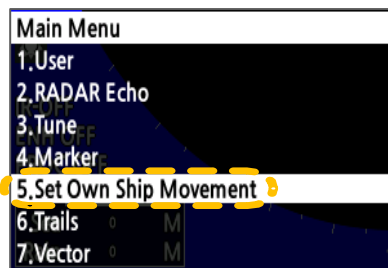 Main Menu
1.User
2.RADAR Echo
3.Tune
4.Marker
5.Set Own Ship Movement
6.Trails
7.Vector